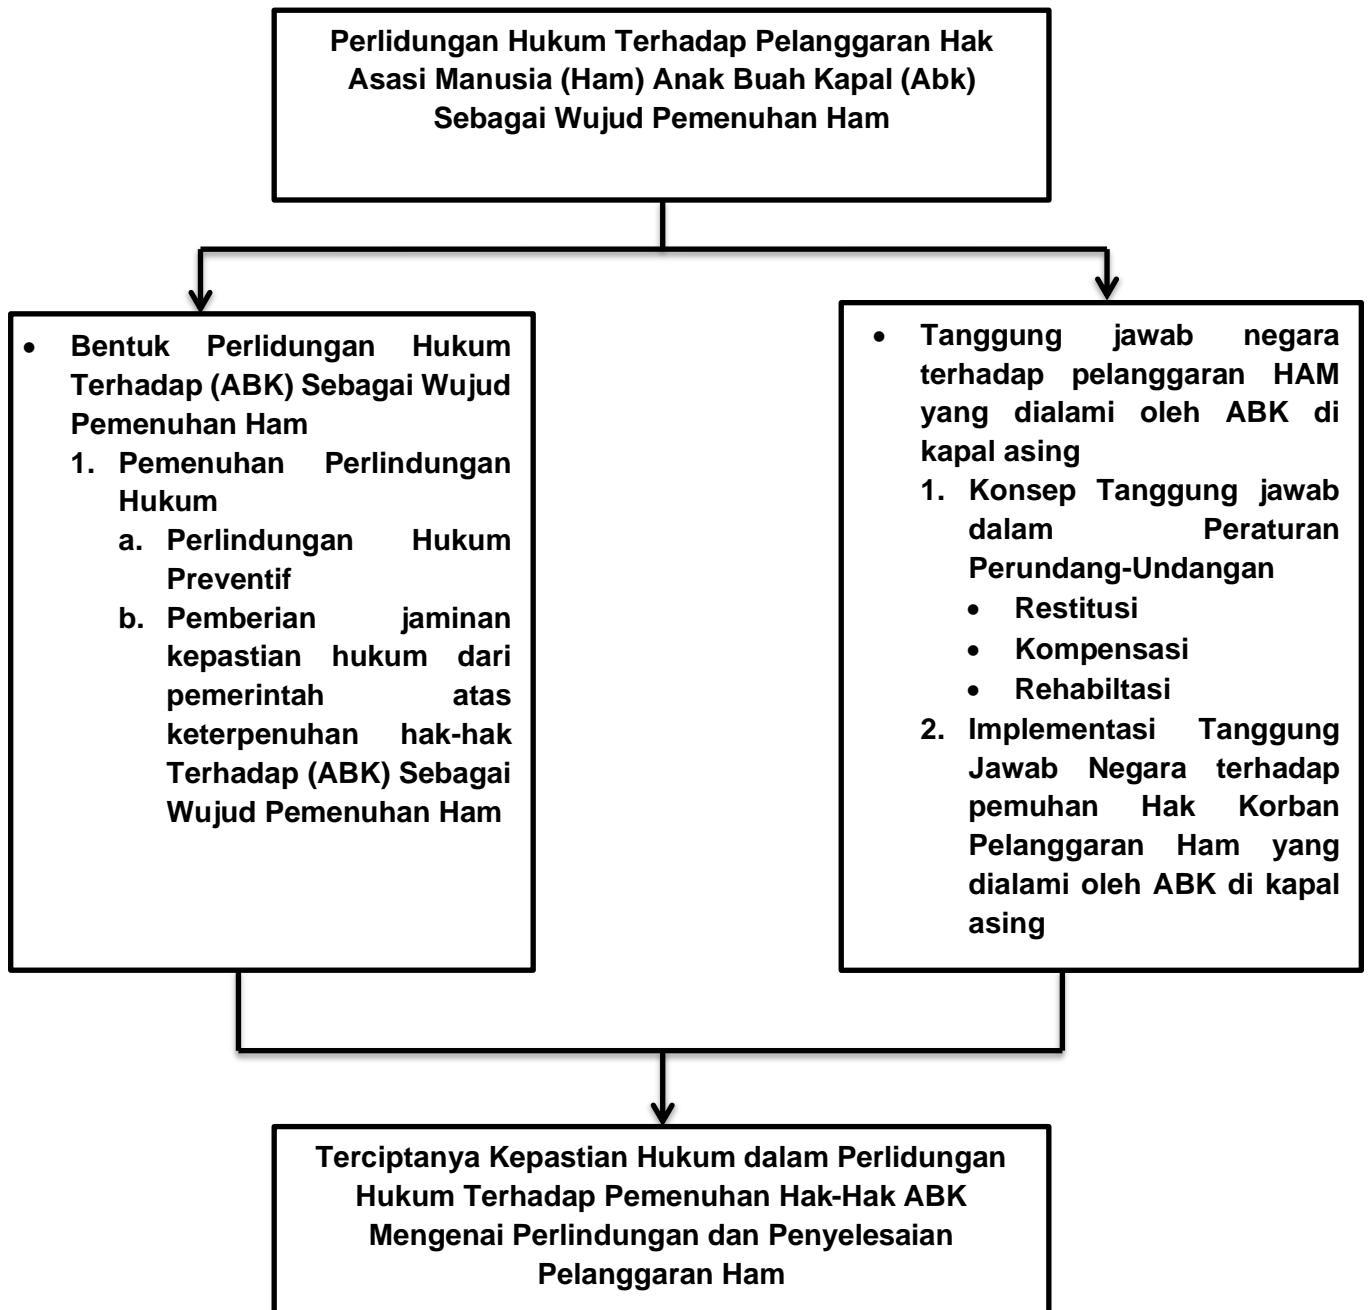 Perlidungan Hukum Terhadap Pelanggaran Hak
Asasi Manusia (Ham) Anak Buah Kapal (Abk)
Sebagai Wujud Pemenuhan Ham
• Bentuk Perlidungan Hukum
Terhadap (ABK) Sebagai Wujud
Pemenuhan Ham
1. Pemenuhan Perlindungan
Hukum
a. Perlindungan Hukum
Preventif
b. Pemberian jaminan
kepastian hukum dari
pemerintah atas
keterpenuhan hak-hak
Terhadap (ABK) Sebagai
Wujud Pemenuhan Ham
• Tanggung jawab negara
terhadap pelanggaran HAM
yang dialami oleh ABK di
kapal asing
1. Konsep Tanggung jawab
dalam Peraturan
Perundang-Undangan
• Restitusi
• Kompensasi
• Rehabiltasi
2. Implementasi Tanggung
Jawab Negara terhadap
pemuhan Hak Korban
Pelanggaran Ham yang
dialami oleh ABK di kapal
asing
Terciptanya Kepastian Hukum dalam Perlidungan
Hukum Terhadap Pemenuhan Hak-Hak ABK
Mengenai Perlindungan dan Penyelesaian
Pelanggaran Ham